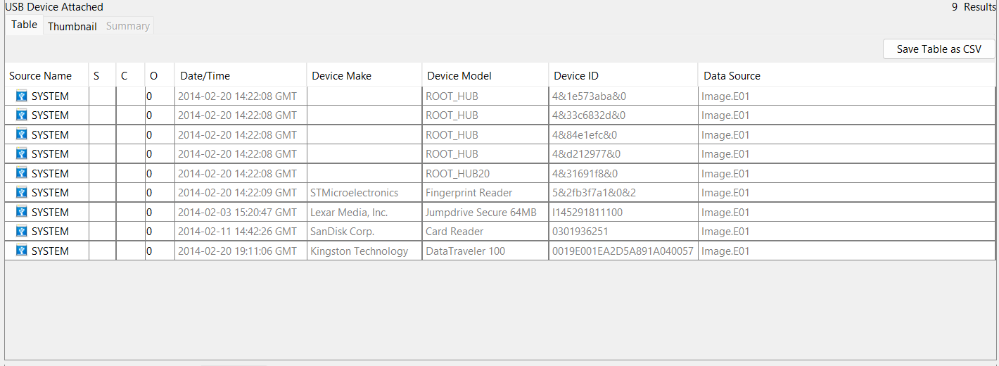 USB Device Attached 9 Results
Table Thumbnail Summary
Save Table as CSV
Source Name S C O Date/Time Device Make Device Model Device ID Data Source
SYSTEM 0 2014-02-20 14:22:08 GMT ROOT_HUB 4&1e573aba&0 Image.E01
SYSTEM 0 2014-02-20 14:22:08 GMT ROOT_HUB 4&33c6832d&0 Image.E01
SYSTEM 0 2014-02-20 14:22:08 GMT ROOT_HUB 4&84e1efc&0 Image.E01
SYSTEM 0 2014-02-20 14:22:08 GMT ROOT_HUB 4&d212977&0 Image.E01
SYSTEM 0 2014-02-20 14:22:08 GMT ROOT_HUB20 4&31691f8&0 Image.E01
SYSTEM 0 2014-02-20 14:22:09 GMT STMicroelectronics Fingerprint Reader 5&2fb3f7a1&0&2 Image.E01
SYSTEM 0 2014-02-03 15:20:47 GMT Lexar Media, Inc. Jumpdrive Secure 64MB I145291811100 Image.E01
SYSTEM 0 2014-02-11 14:42:26 GMT SanDisk Corp. Card Reader 0301936251 Image.E01
SYSTEM 0 2014-02-20 19:11:06 GMT Kingston Technology DataTraveler 100 0019E001EA2D5A891A040057 Image.E01